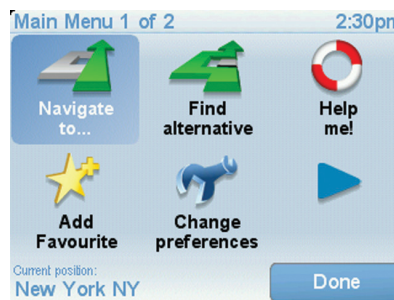 Main Menu 1 of 2 2:30pm
Navigate to...
Find alternative
Help me!
Add Favourite
Change preferences
Current position:
New York NY
Done